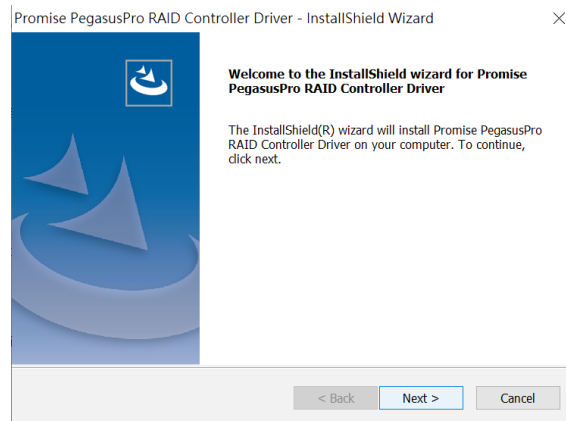 Promise PegasusPro RAID Controller Driver - InstallShield Wizard
Welcome to the InstallShield wizard for Promise
PegasusPro RAID Controller Driver
The InstallShield(R) wizard will install Promise PegasusPro
RAID Controller Driver on your computer. To continue,
click next.
< Back Next > Cancel